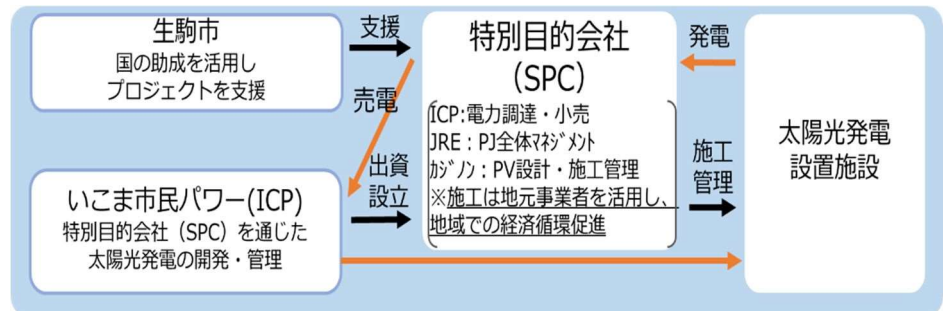 生駒市
国の助成を活用し
プロジェクトを支援
支援
売電
いこま市民パワー(ICP)
特別目的会社（SPC）を通じた
太陽光発電の開発・管理
出資
設立
特別目的会社
（SPC）
ICP:電力調達・小売
JRE：PJ全体ﾏﾈｼﾞﾒﾝﾄ
ｶｼﾞﾉﾝ：PV設計・施工管理
※施工は地元事業者を活用し、
地域での経済循環促進
発電
施工
管理
太陽光発電
設置施設